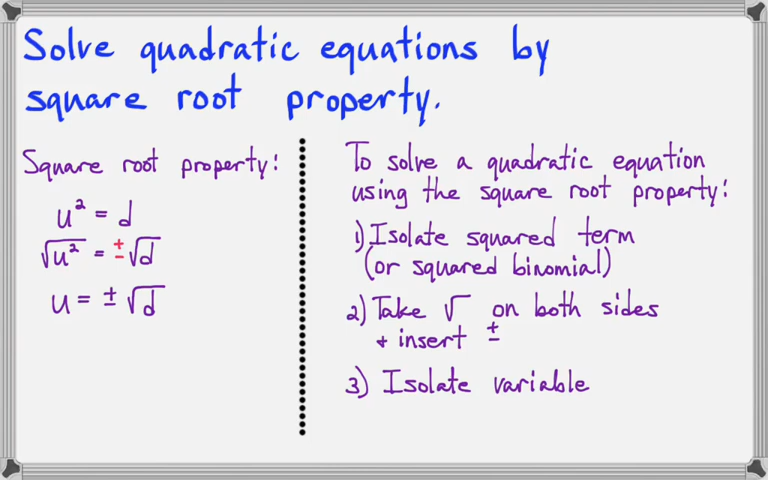 Solve quadratic equations by
square root property.
Square root property:
u² = d
√u² = ±√d
u = ±√d
To solve a quadratic equation
using the square root property:
1) Isolate squared term
(or squared binomial)
2) Take √ on both sides
+ insert ±
3) Isolate variable